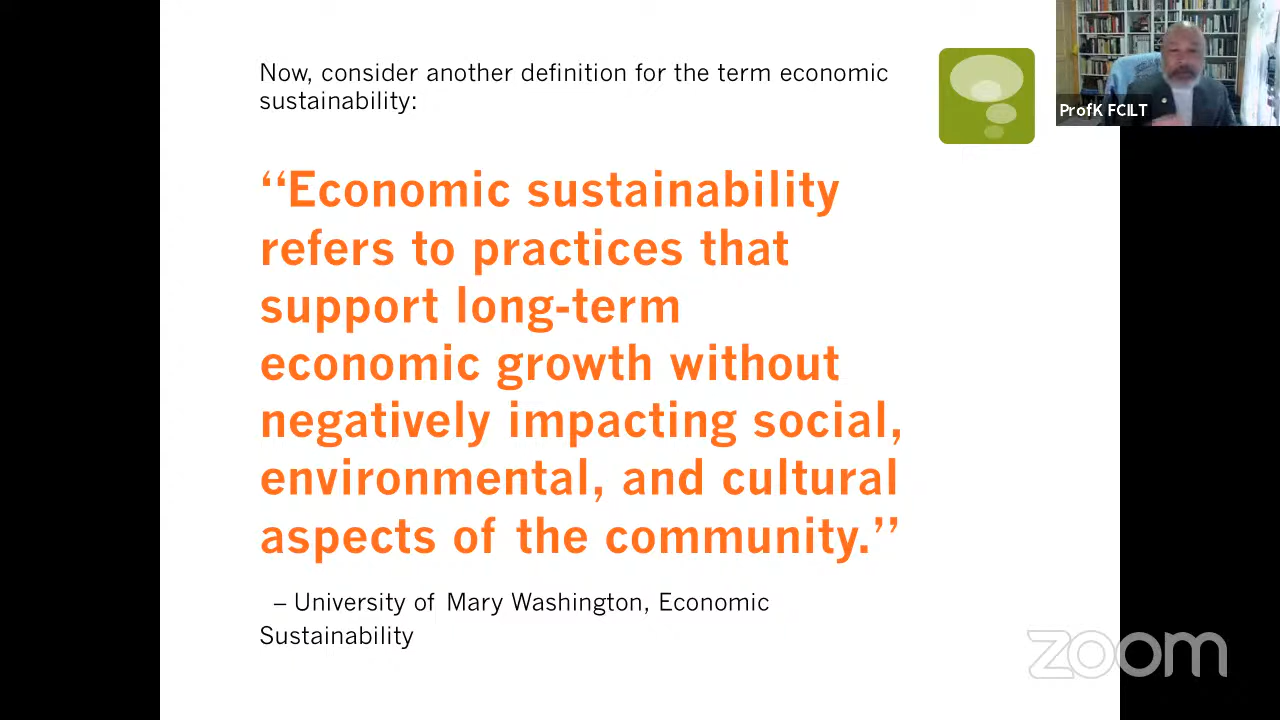 Now, consider another definition for the term economic
sustainability:
ProfK FCILT
‘‘Economic sustainability
refers to practices that
support long-term
economic growth without
negatively impacting social,
environmental, and cultural
aspects of the community.’’
– University of Mary Washington, Economic
Sustainability
zoom